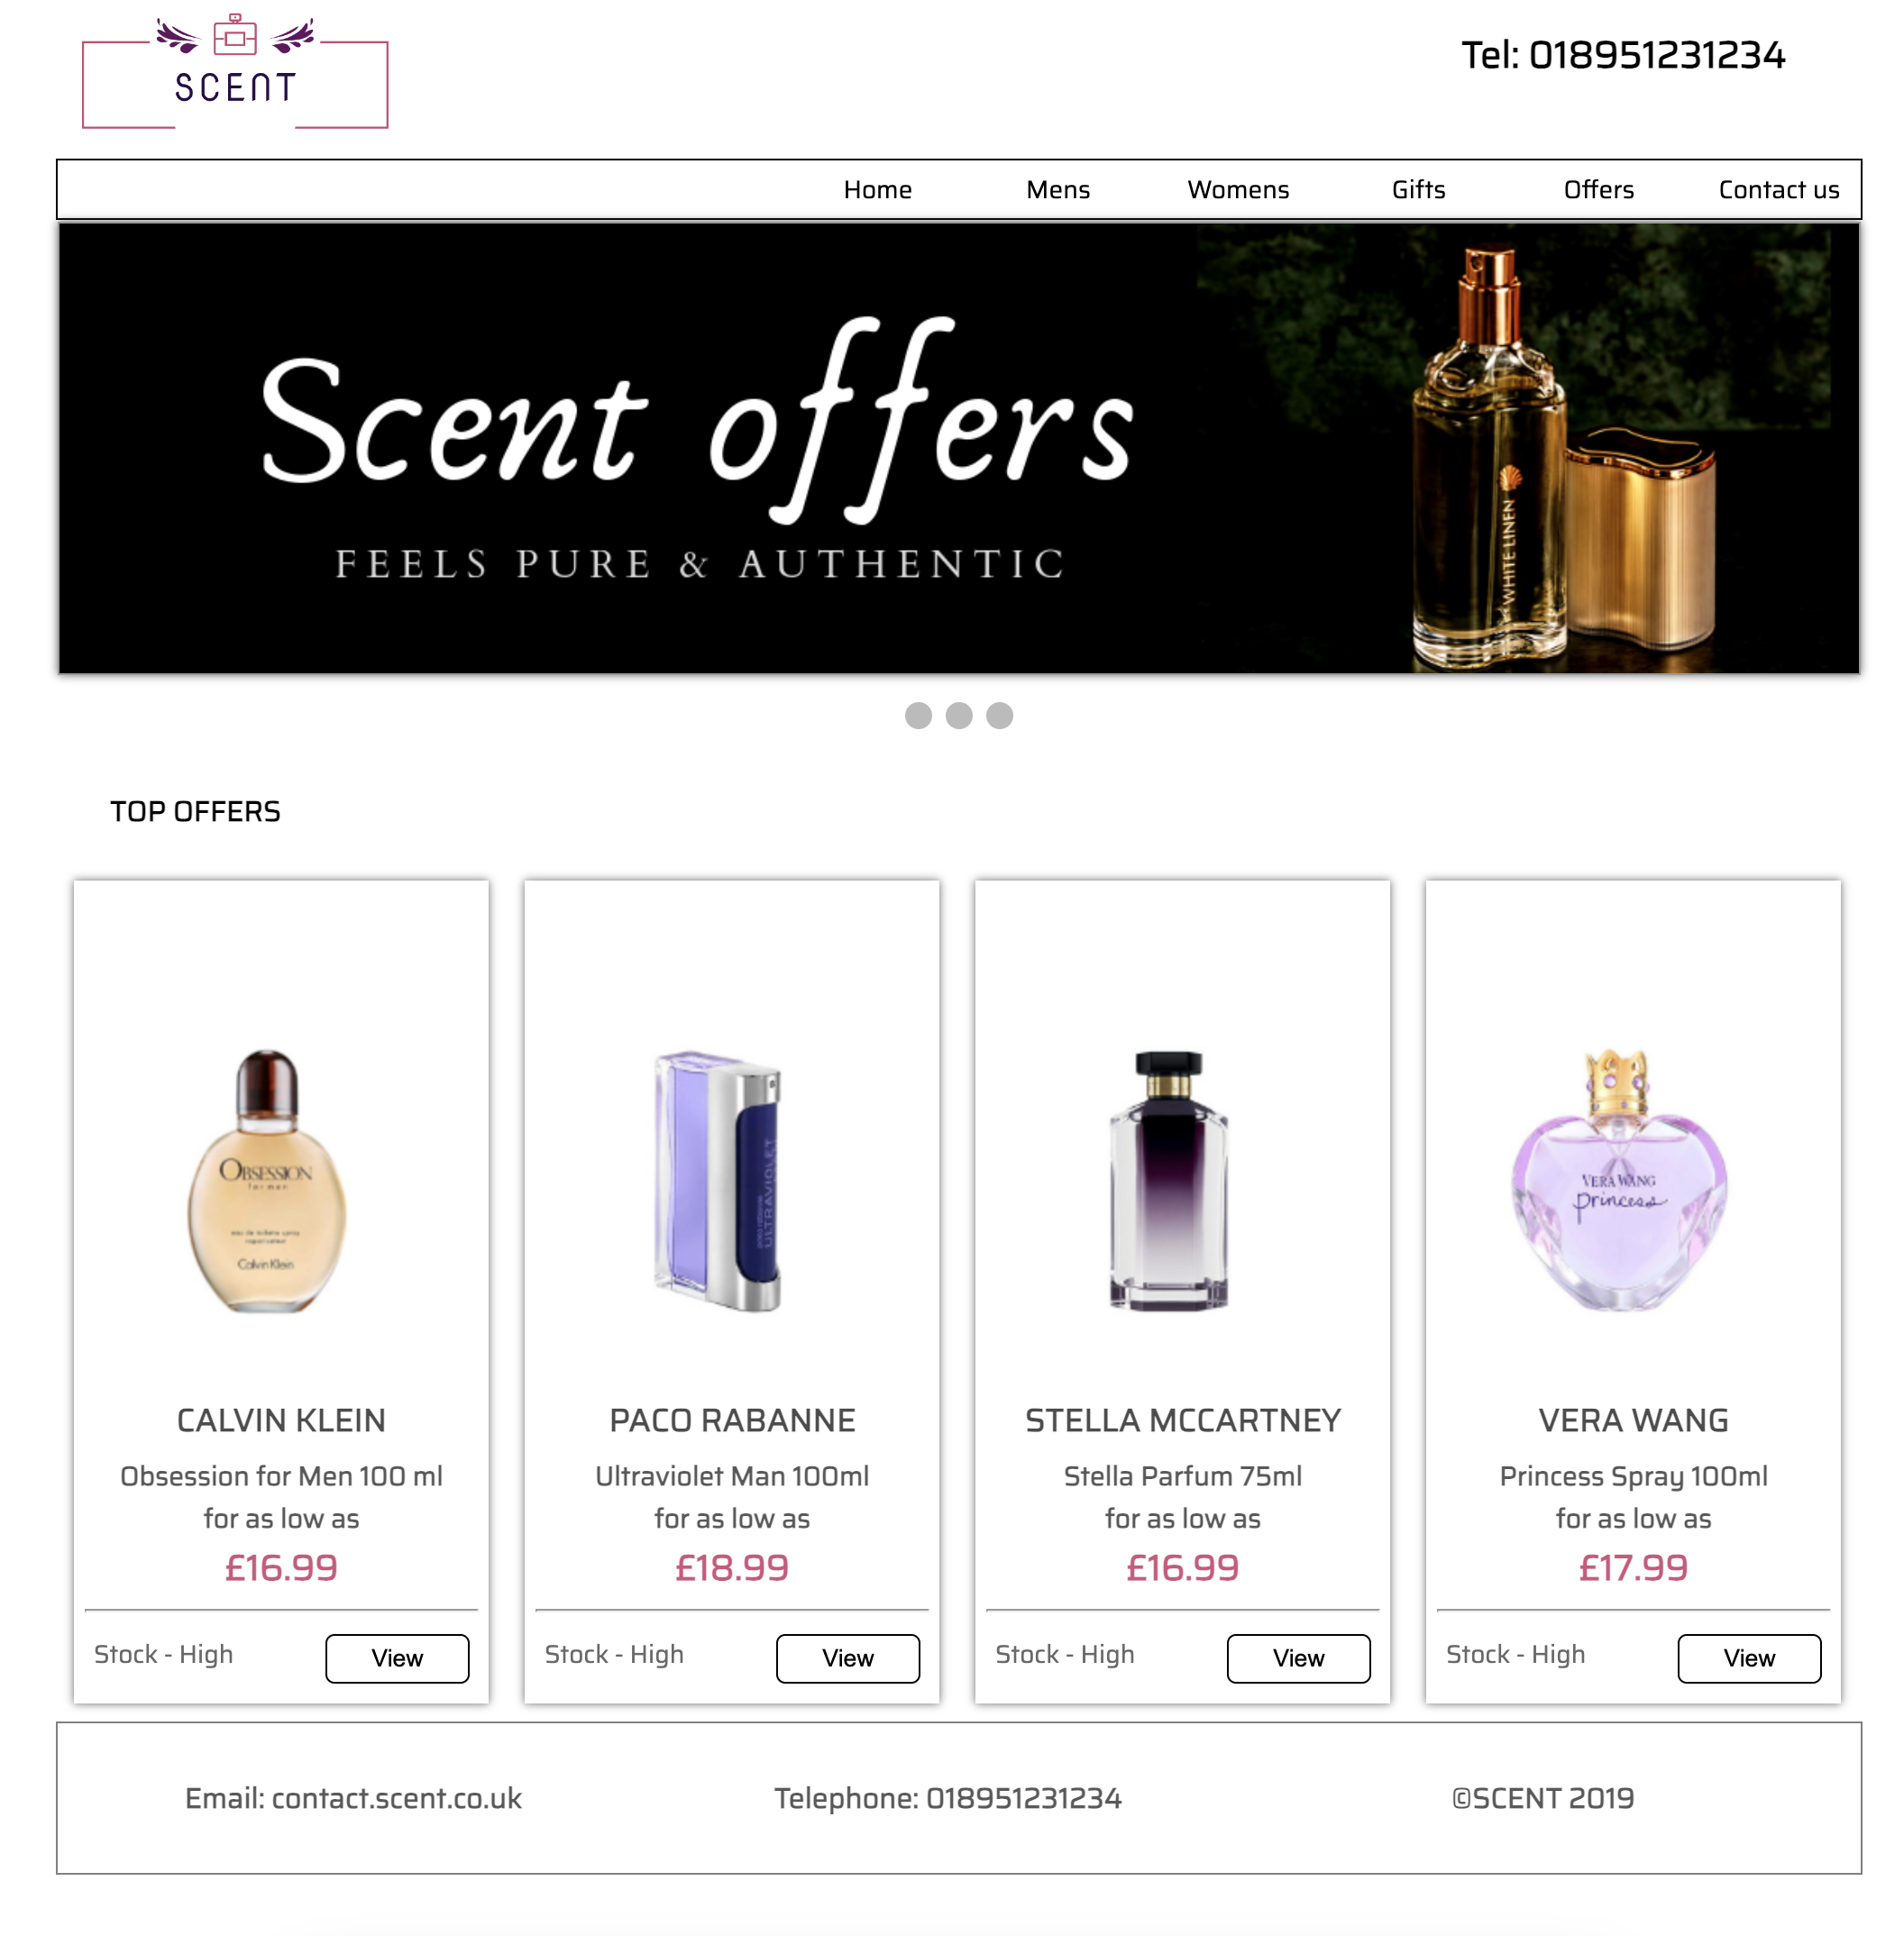 SCENT
Tel: 018951231234
Home Mens Womens Gifts Offers Contact us
Scent offers
FEELS PURE & AUTHENTIC
WHITE LINEN
TOP OFFERS
OBSESSION
for men
eau de toilette spray
Calvin Klein
ULTRAVIOLET
VERA WANG
Princess
CALVIN KLEIN
Obsession for Men 100 ml
for as low as
£16.99
Stock - High
View
PACO RABANNE
Ultraviolet Man 100ml
for as low as
£18.99
Stock - High
View
STELLA MCCARTNEY
Stella Parfum 75ml
for as low as
£16.99
Stock - High
View
VERA WANG
Princess Spray 100ml
for as low as
£17.99
Stock - High
View
Email: contact.scent.co.uk
Telephone: 018951231234
©SCENT 2019